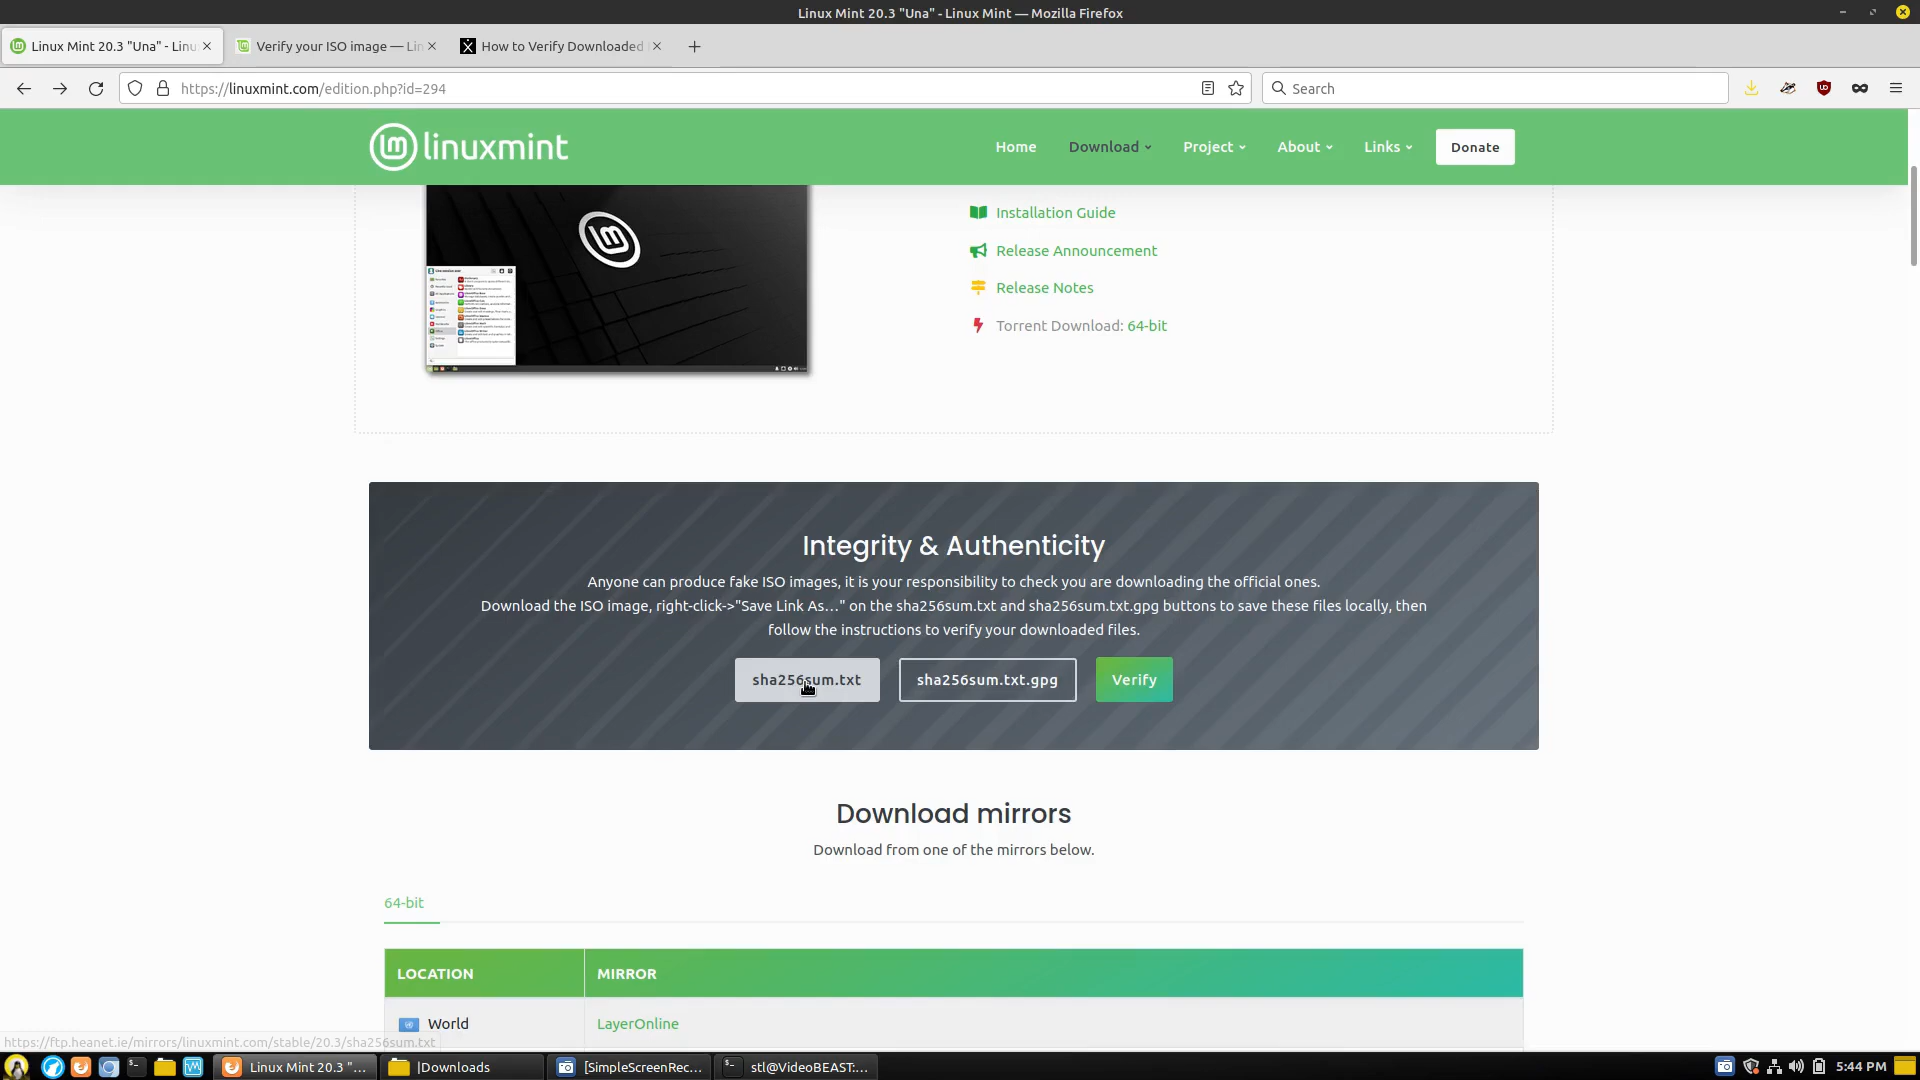 Linux Mint 20.3 "Una" - Linux Mint — Mozilla Firefox
Linux Mint 20.3 "Una" - Linu
Verify your ISO image — Lin
How to Verify Downloaded
https://linuxmint.com/edition.php?id=294
Search
linuxmint
Home
Download
Project
About
Links
Donate
Installation Guide
Release Announcement
Release Notes
Torrent Download: 64-bit
Integrity & Authenticity
Anyone can produce fake ISO images, it is your responsibility to check you are downloading the official ones.
Download the ISO image, right-click->"Save Link As..." on the sha256sum.txt and sha256sum.txt.gpg buttons to save these files locally, then
follow the instructions to verify your downloaded files.
sha256sum.txt
sha256sum.txt.gpg
Verify
Download mirrors
Download from one of the mirrors below.
64-bit
LOCATION
MIRROR
World
LayerOnline
https://ftp.heanet.ie/mirrors/linuxmint.com/stable/20.3/sha256sum.txt
Linux Mint 20.3 "...
|Downloads
[SimpleScreenRec...
stl@VideoBEAST:...
5:44 PM